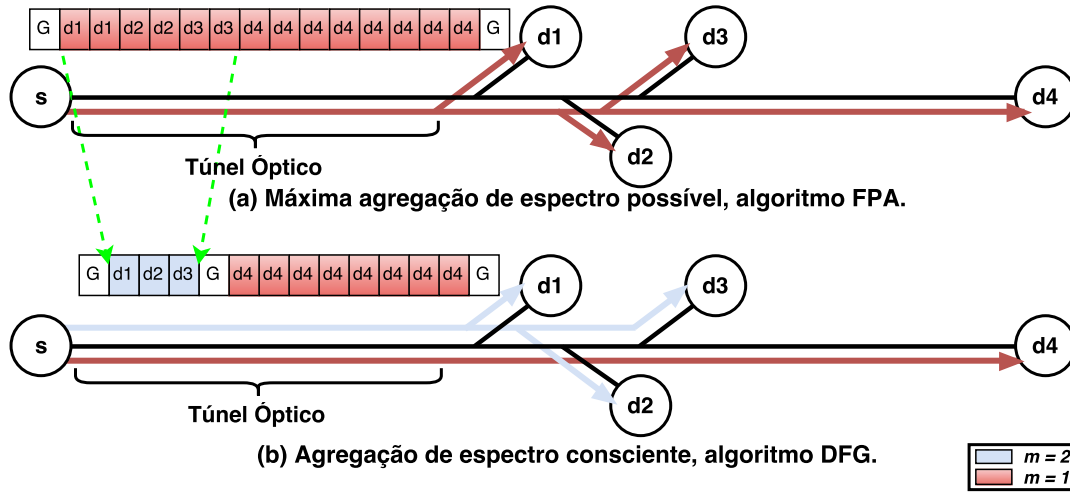 G d1 d1 d2 d2 d3 d3 d4 d4 d4 d4 d4 d4 d4 d4 G
d1
d3
s
d4
d2
Túnel Óptico
(a) Máxima agregação de espectro possível, algoritmo FPA.
G d1 d2 d3 G d4 d4 d4 d4 d4 d4 d4 d4 G
d1
d3
s
d4
d2
Túnel Óptico
(b) Agregação de espectro consciente, algoritmo DFG.
m = 2
m = 1